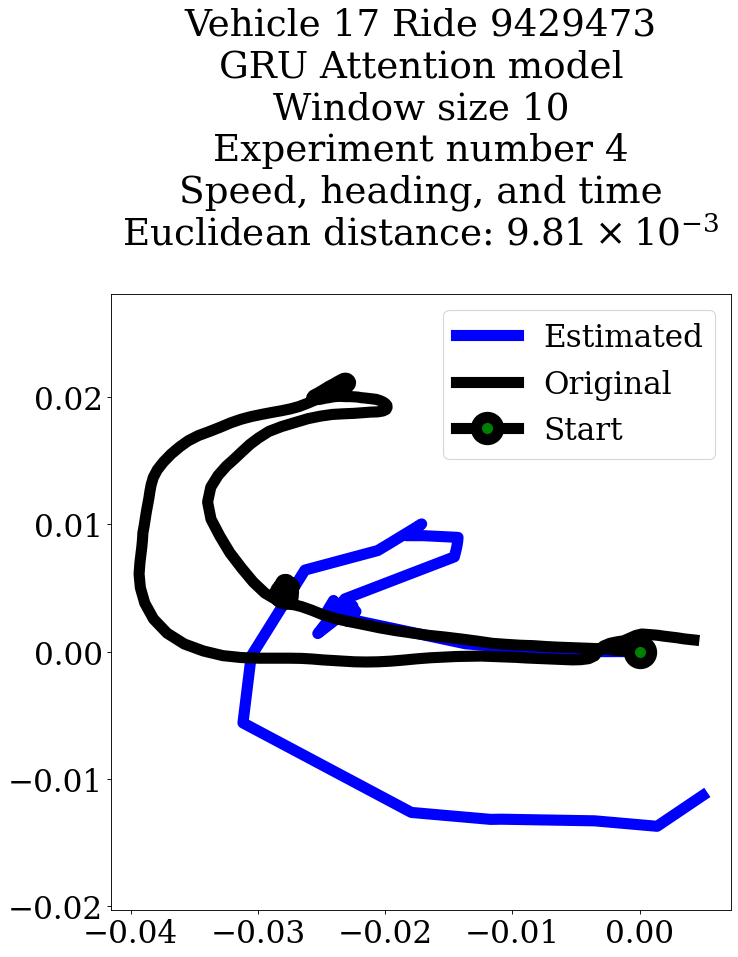 Vehicle 17 Ride 9429473
GRU Attention model
Window size 10
Experiment number 4
Speed, heading, and time
Euclidean distance: 9.81 × 10⁻³
Estimated
Original
Start
0.02
0.01
0.00
−0.01
−0.02
−0.04 −0.03 −0.02 −0.01 0.00